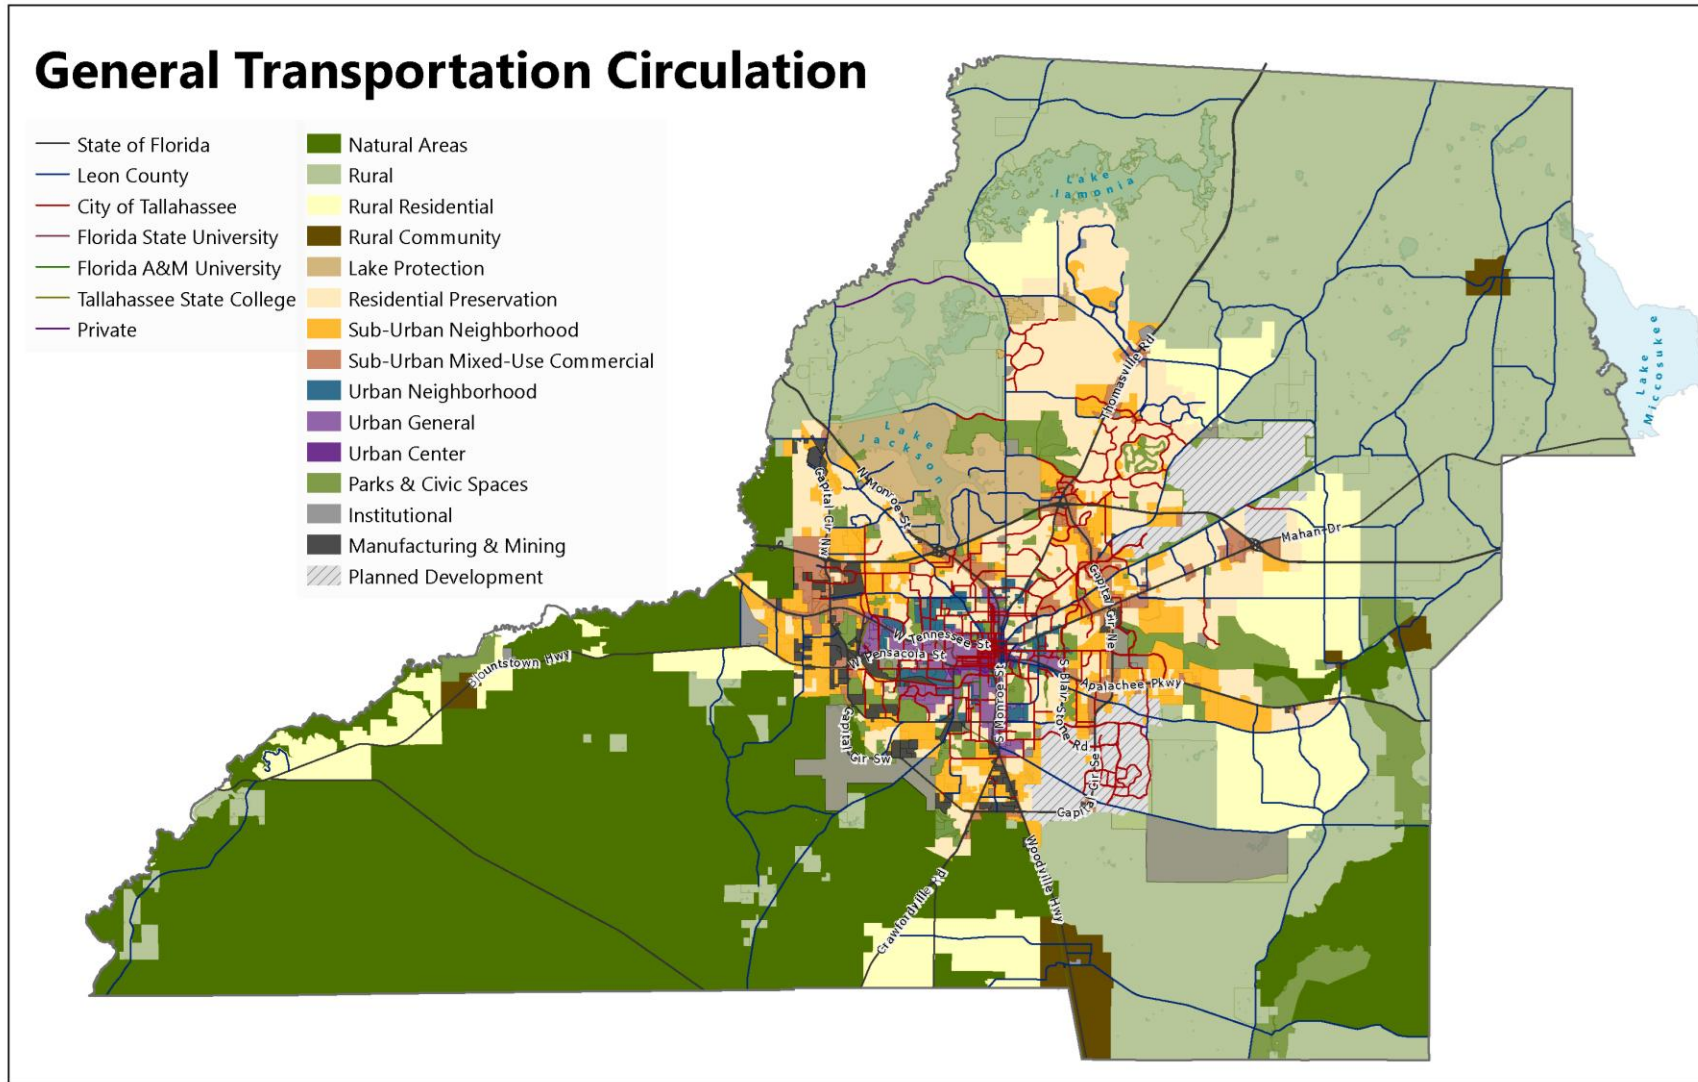 General Transportation Circulation
State of Florida
Leon County
City of Tallahassee
Florida State University
Florida A&M University
Tallahassee State College
Private
Natural Areas
Rural
Rural Residential
Rural Community
Lake Protection
Residential Preservation
Sub-Urban Neighborhood
Sub-Urban Mixed-Use Commercial
Urban Neighborhood
Urban General
Urban Center
Parks & Civic Spaces
Institutional
Manufacturing & Mining
Planned Development
Lake
Iamonia
Lake
Miccosukee
Thomasville Rd
Lake
Jackson
N Monroe St
Capital Cir NW
Mahan Dr
Capital Cir Ne
W Tennessee St
W Pensacola St
Blountstown Hwy
S Blair Stone Rd
Apalachee Pkwy
S Monroe St
Capital Cir Sw
Capital Cir Se
Woodville Hwy
Crawfordville Rd